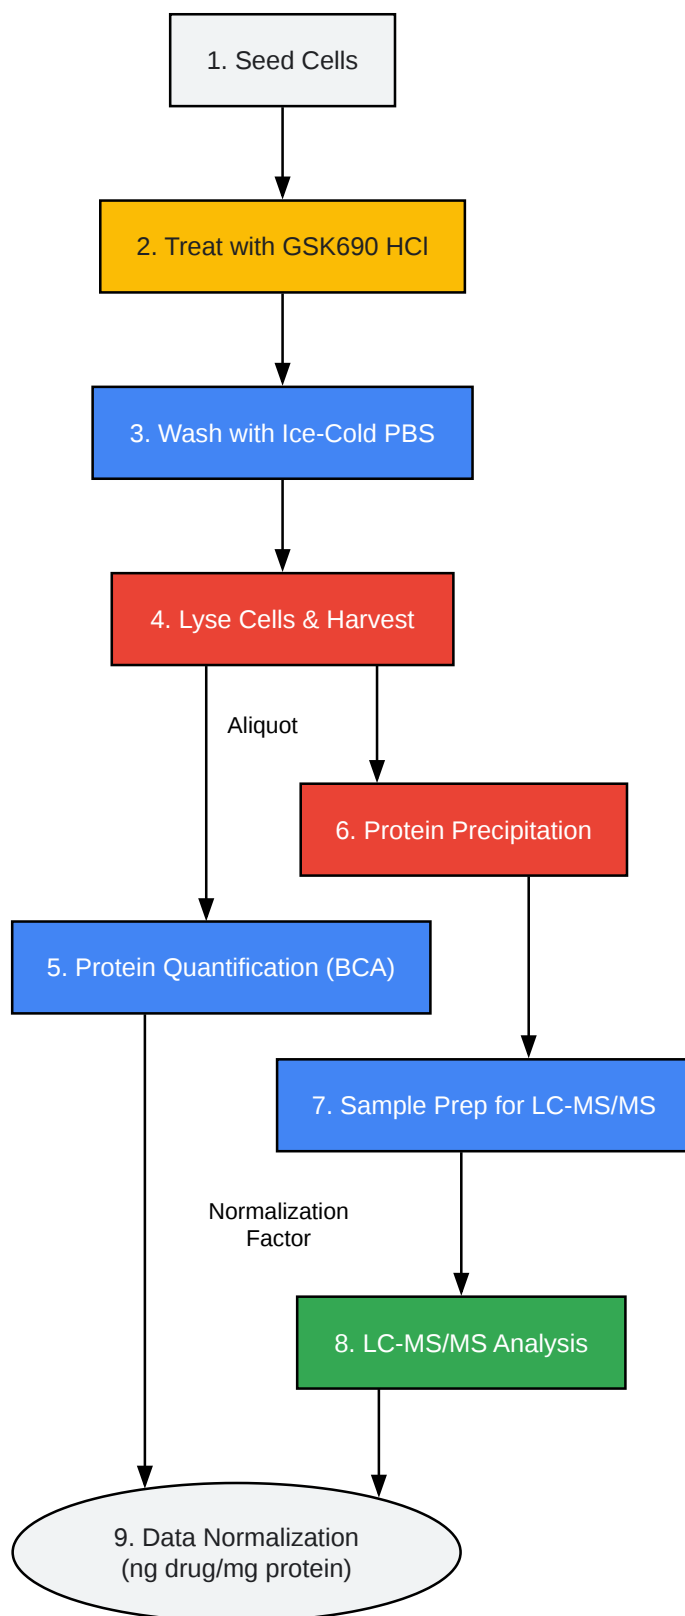 1. Seed Cells
2. Treat with GSK690 HCl
3. Wash with Ice-Cold PBS
4. Lyse Cells & Harvest
Aliquot
6. Protein Precipitation
5. Protein Quantification (BCA)
7. Sample Prep for LC-MS/MS
Normalization
Factor
8. LC-MS/MS Analysis
9. Data Normalization
(ng drug/mg protein)